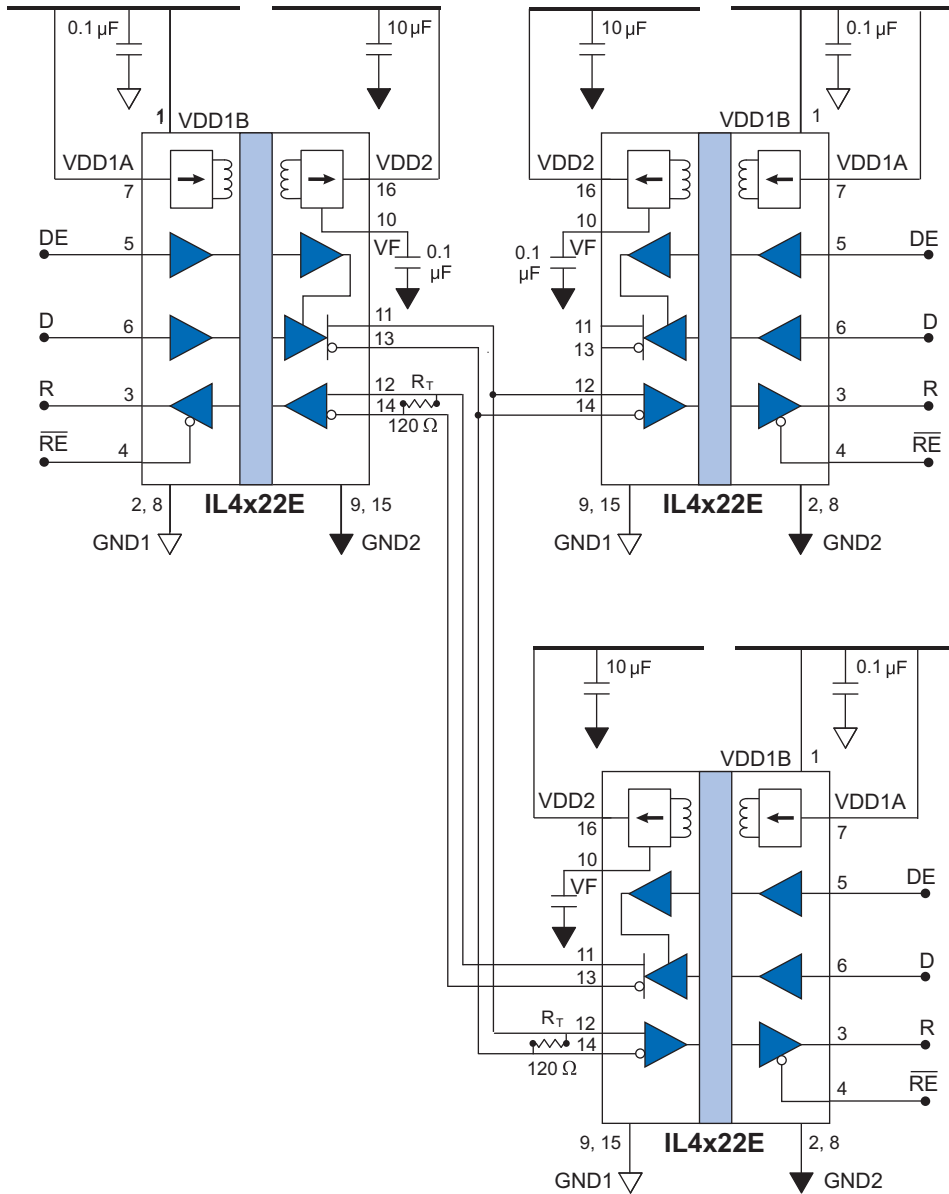 0.1 µF
10 µF
1
VDD1B
VDD1A
7
VDD2
16
10
VF
0.1
µF
DE
5
D
6
11
13
R
3
12
14
RT
120 Ω
RE
4
2, 8
IL4x22E
9, 15
GND1
GND2
10 µF
0.1 µF
VDD1B
1
VDD2
16
VDD1A
7
10
VF
0.1
µF
5
DE
11
13
6
D
12
14
3
R
4
RE
9, 15
IL4x22E
2, 8
GND1
GND2
10 µF
0.1 µF
VDD1B
1
VDD2
16
VDD1A
7
10
VF
5
DE
11
13
6
D
RT
12
14
120 Ω
3
R
4
RE
9, 15
IL4x22E
2, 8
GND1
GND2